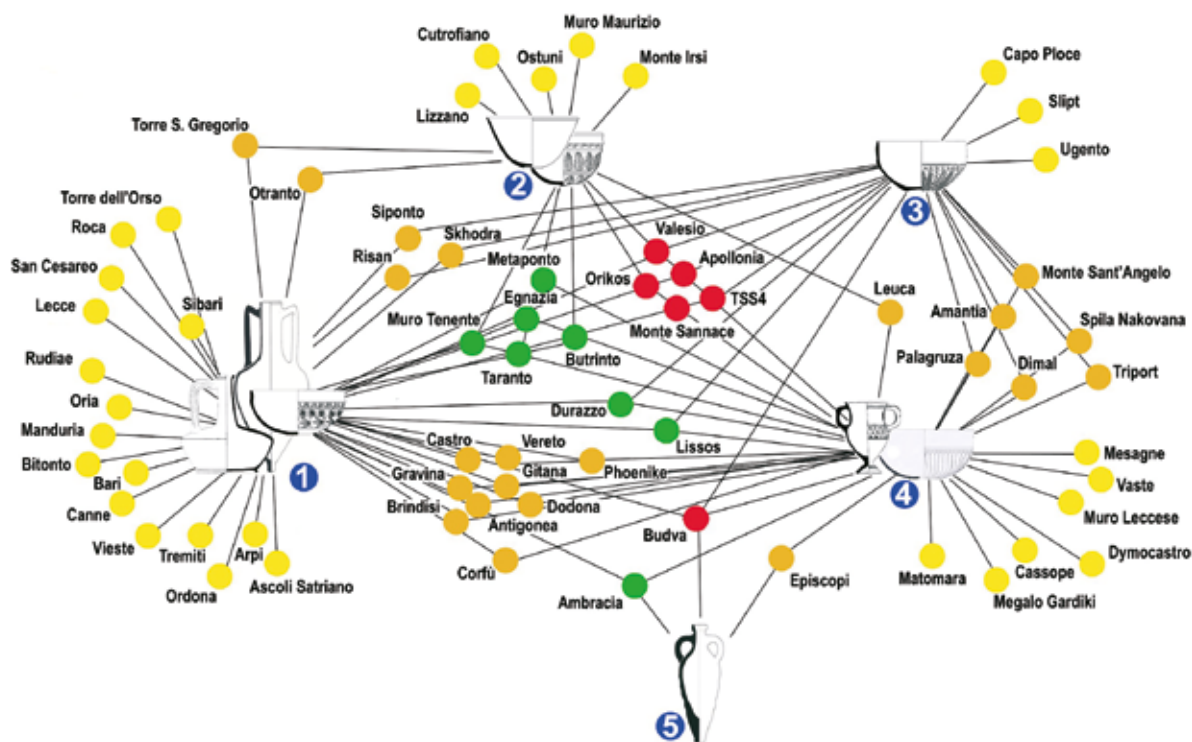 Muro Maurizio
Cutrofiano
Ostuni
Monte Irsi
Capo Ploce
Slipt
Lizzano
Torre S. Gregorio
Ugento
2
Otranto
3
Torre dell'Orso
Siponto
Valesio
Roca
Skhodra
Risan
Metaponto
Apollonia
Monte Sant'Angelo
San Cesareo
Orikos
Leuca
Egnazia
TSS4
Amantia
Lecce
Sibari
Spila Nakovana
Muro Tenente
Monte Sannace
Butrinto
Palagruza
Dimal
Rudiae
Taranto
Triport
Oria
Durazzo
Manduria
Castro
Vereto
Lissos
Bitonto
Gravina
Gitana
Phoenike
Mesagne
1
Bari
4
Vaste
Brindisi
Dodona
Canne
Antigonea
Muro Leccese
Budva
Vieste
Tremiti
Arpi
Dymocastro
Corfù
Episcopi
Matomara
Cassope
Ordona
Ascoli Satriano
Ambracia
Megalo Gardiki
5